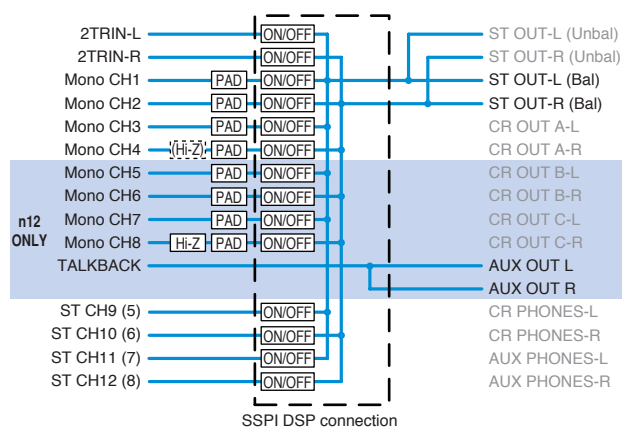 2TRIN-L ON/OFF ST OUT-L (Unbal)
2TRIN-R ON/OFF ST OUT-R (Unbal)
Mono CH1 PAD ON/OFF ST OUT-L (Bal)
Mono CH2 PAD ON/OFF ST OUT-R (Bal)
Mono CH3 PAD ON/OFF CR OUT A-L
Mono CH4 (Hi-Z) PAD ON/OFF CR OUT A-R
Mono CH5 PAD ON/OFF CR OUT B-L
Mono CH6 PAD ON/OFF CR OUT B-R
n12
ONLY
Mono CH7 PAD ON/OFF CR OUT C-L
Mono CH8 Hi-Z PAD ON/OFF CR OUT C-R
TALKBACK AUX OUT L
AUX OUT R
ST CH9 (5) ON/OFF CR PHONES-L
ST CH10 (6) ON/OFF CR PHONES-R
ST CH11 (7) ON/OFF AUX PHONES-L
ST CH12 (8) ON/OFF AUX PHONES-R
SSPI DSP connection